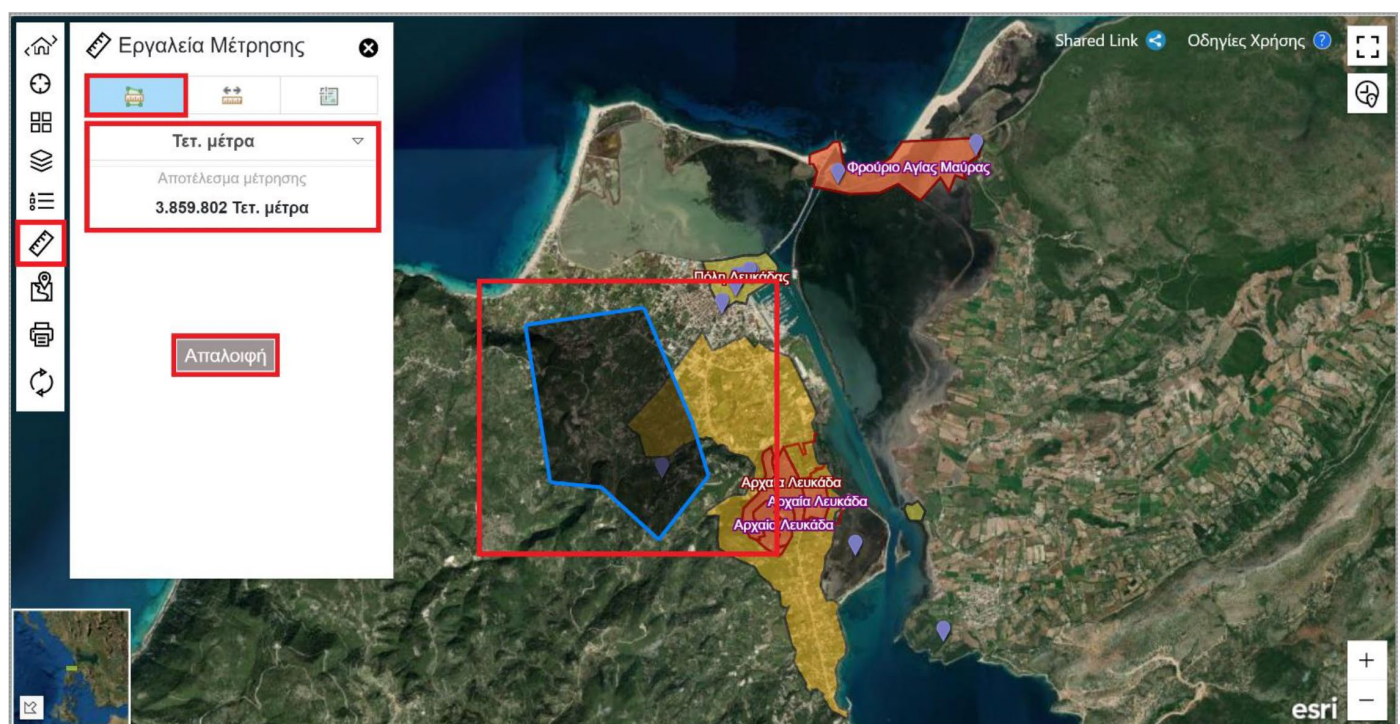 Εργαλεία Μέτρησης
Τετ. μέτρα
Αποτέλεσμα μέτρησης
3.859.802 Τετ. μέτρα
Απαλοιφή
Shared Link
Οδηγίες Χρήσης ?
Φρούριο Αγίας Μαύρας
Πόλη Λευκάδας
Αρχαία Λευκάδα
Αρχαία Λευκάδα
Αρχαία Λευκάδα
+
−
esri